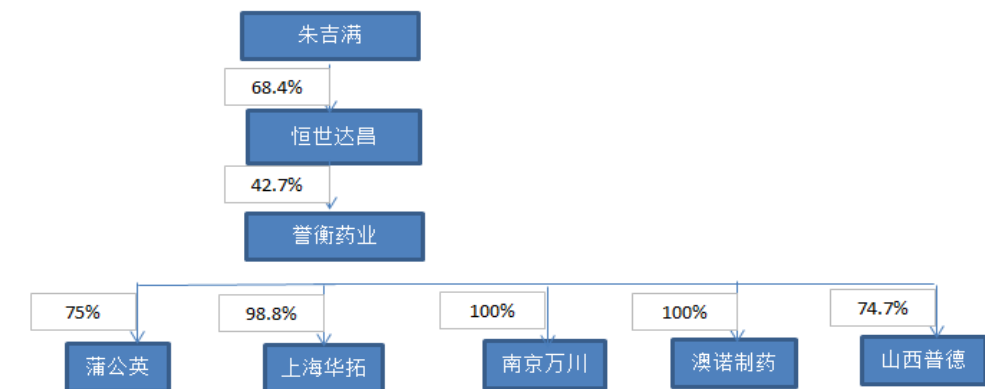 朱吉满
68.4%
恒世达昌
42.7%
誉衡药业
75%
98.8%
100%
100%
74.7%
蒲公英
上海华拓
南京万川
澳诺制药
山西普德